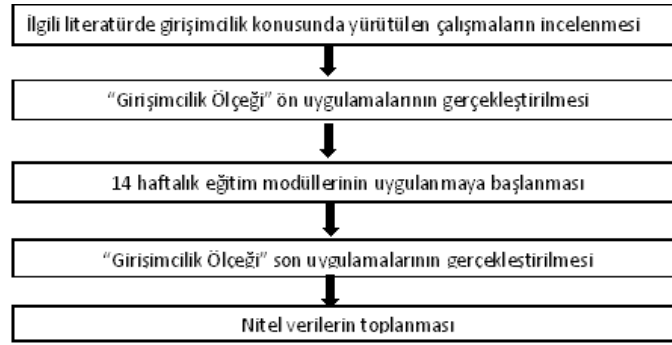 İlgili literatürde girişimcilik konusunda yürütülen çalışmaların incelenmesi
“Girişimcilik Ölçeği” ön uygulamalarının gerçekleştirilmesi
14 haftalık eğitim modüllerinin uygulanmaya başlanması
“Girişimcilik Ölçeği” son uygulamalarının gerçekleştirilmesi
Nitel verilerin toplanması